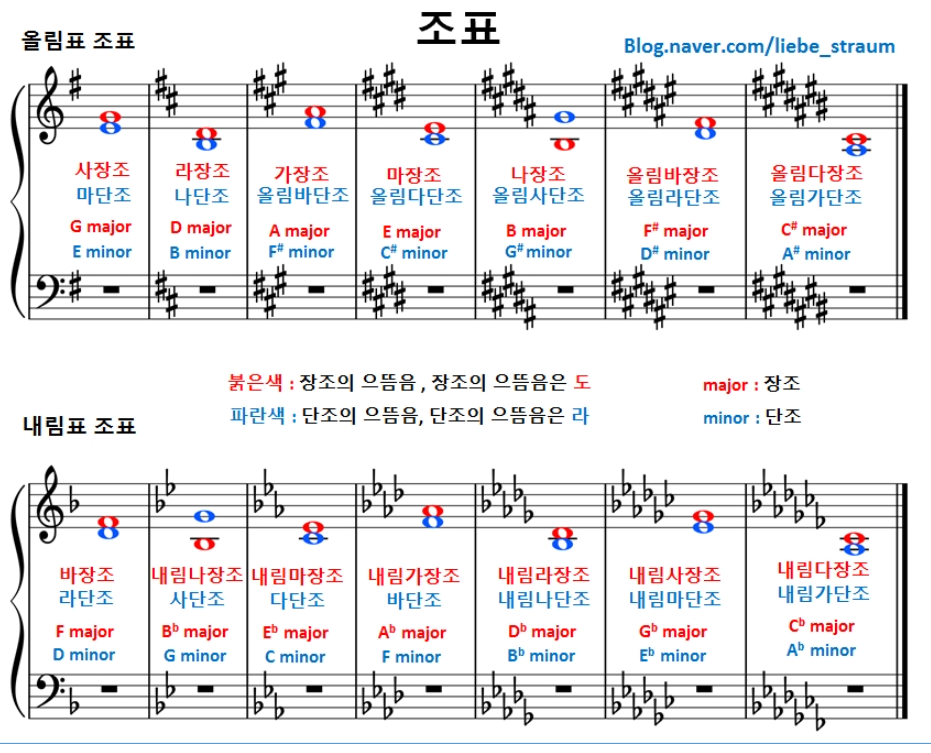 조표
올림표 조표
Blog.naver.com/liebe_straum
사장조 라장조 가장조 마장조 나장조 올림바장조 올림다장조
마단조 나단조 올림바단조 올림다단조 올림사단조 올림라단조 올림가단조
G major D major A major E major B major F# major C# major
E minor B minor F# minor C# minor G# minor D# minor A# minor
붉은색 : 장조의 으뜸음 , 장조의 으뜸음은 도 major : 장조
파란색 : 단조의 으뜸음, 단조의 으뜸음은 라 minor : 단조
내림표 조표
바장조 내림나장조 내림마장조 내림가장조 내림라장조 내림사장조 내림다장조
라단조 사단조 다단조 바단조 내림나단조 내림마단조 내림가단조
F major Bb major Eb major Ab major Db major Gb major Cb major
D minor G minor C minor F minor Bb minor Eb minor Ab minor